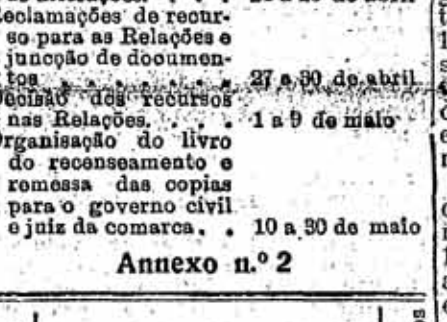 Reclamações de recur-
so para as Relações e
juncção de documen-
tos . . . . . . . 27 a 30 de abril
Decisão dos recursos
nas Relações. . . . 1 a 9 de maio
Organisação do livro
do recenseamento e
remessa das copias
para o governo civil
e juiz da comarca. . 10 a 30 de maio
Annexo n.º 2